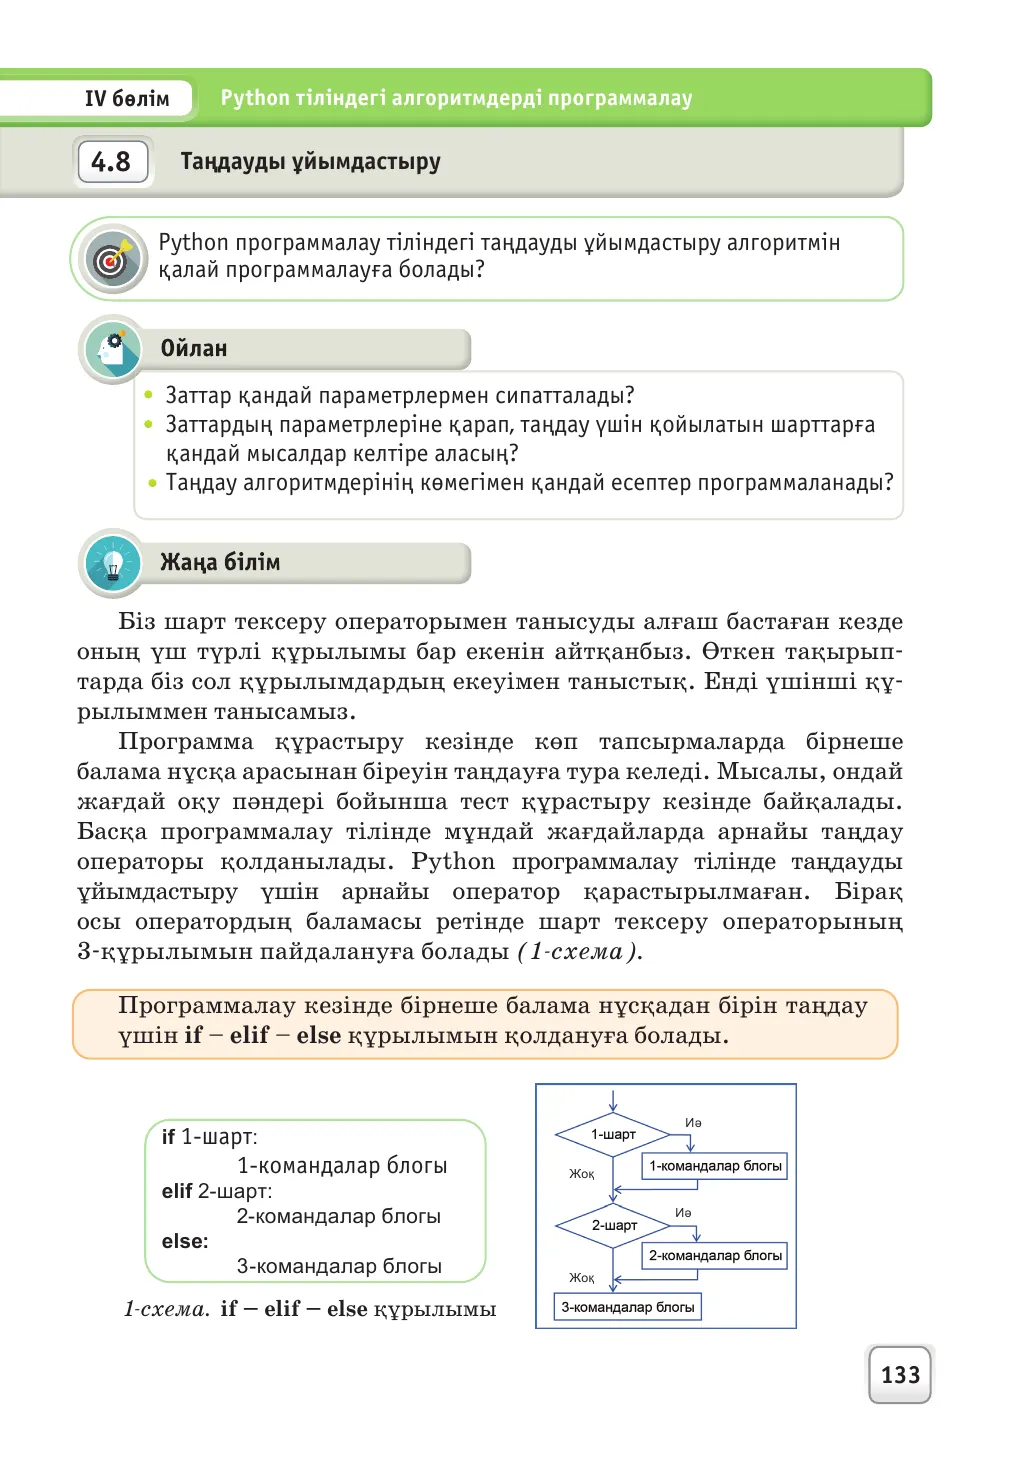 IV бөлім
Python тіліндегі алгоритмдерді программалау
4.8
Таңдауды ұйымдастыру
Python программалау тіліндегі таңдауды ұйымдастыру алгоритмін
қалай программалауға болады?
Ойлан
• Заттар қандай параметрлермен сипатталады?
• Заттардың параметрлеріне қарап, таңдау үшін қойылатын шарттарға
қандай мысалдар келтіре аласың?
• Таңдау алгоритмдерінің көмегімен қандай есептер программаланады?
Жаңа білім
Біз шарт тексеру операторымен танысуды алғаш бастаған кезде
оның үш түрлі құрылымы бар екенін айтқанбыз. Өткен тақырып-
тарда біз сол құрылымдардың екеуімен таныстық. Енді үшінші құ-
рылыммен танысамыз.
Программа құрастыру кезінде көп тапсырмаларда бірнеше
балама нұсқа арасынан біреуін таңдауға тура келеді. Мысалы, ондай
жағдай оқу пәндері бойынша тест құрастыру кезінде байқалады.
Басқа программалау тілінде мұндай жағдайларда арнайы таңдау
операторы қолданылады. Python программалау тілінде таңдауды
ұйымдастыру үшін арнайы оператор қарастырылмаған. Бірақ
осы оператордың баламасы ретінде шарт тексеру операторының
3-құрылымын пайдалануға болады (1-схема).
Программалау кезінде бірнеше балама нұсқадан бірін таңдау
үшін if – elif – else құрылымын қолдануға болады.
if 1-шарт:
1-командалар блогы
elif 2-шарт:
2-командалар блогы
else:
3-командалар блогы
1-схема. if – elif – else құрылымы
1-шарт
Иә
1-командалар блогы
Жоқ
2-шарт
Иә
2-командалар блогы
Жоқ
3-командалар блогы
133